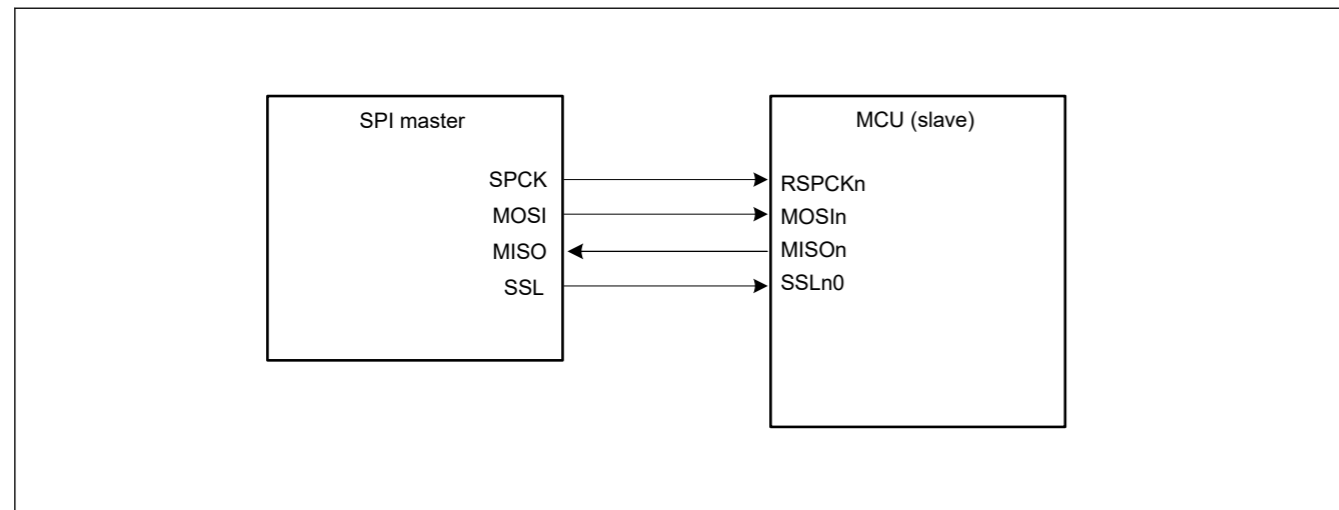 SPI master
SPCK
MOSI
MISO
SSL
MCU (slave)
RSPCKn
MOSIn
MISOn
SSLn0